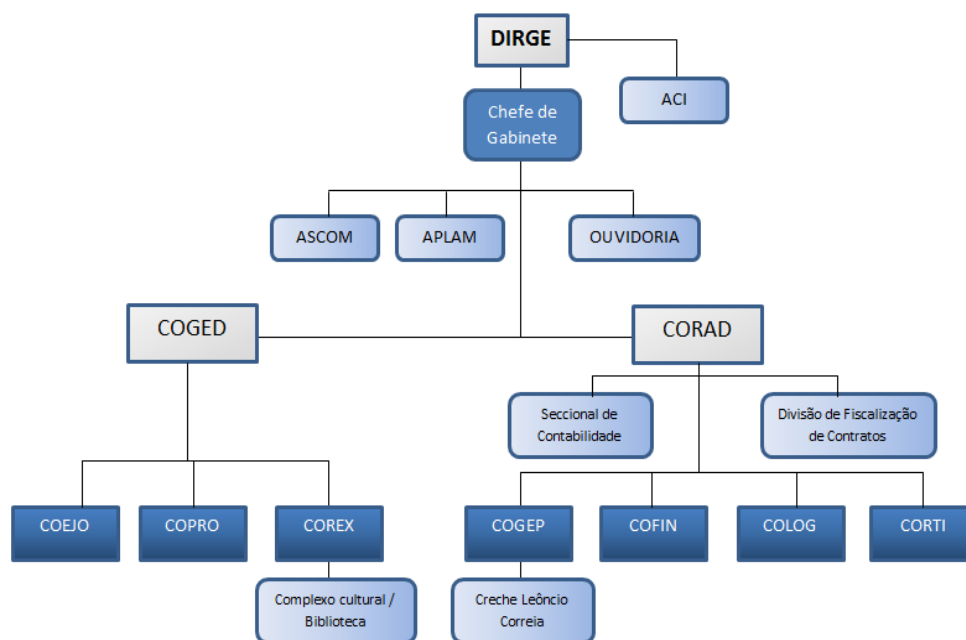 DIRGE
ACI
Chefe de
Gabinete
ASCOM
APLAM
OUVIDORIA
COGED
CORAD
Seccional de
Contabilidade
Divisão de Fiscalização
de Contratos
COEJO
COPRO
COREX
COGEP
COFIN
COLOG
CORTI
Complexo cultural /
Biblioteca
Creche Leôncio
Correia